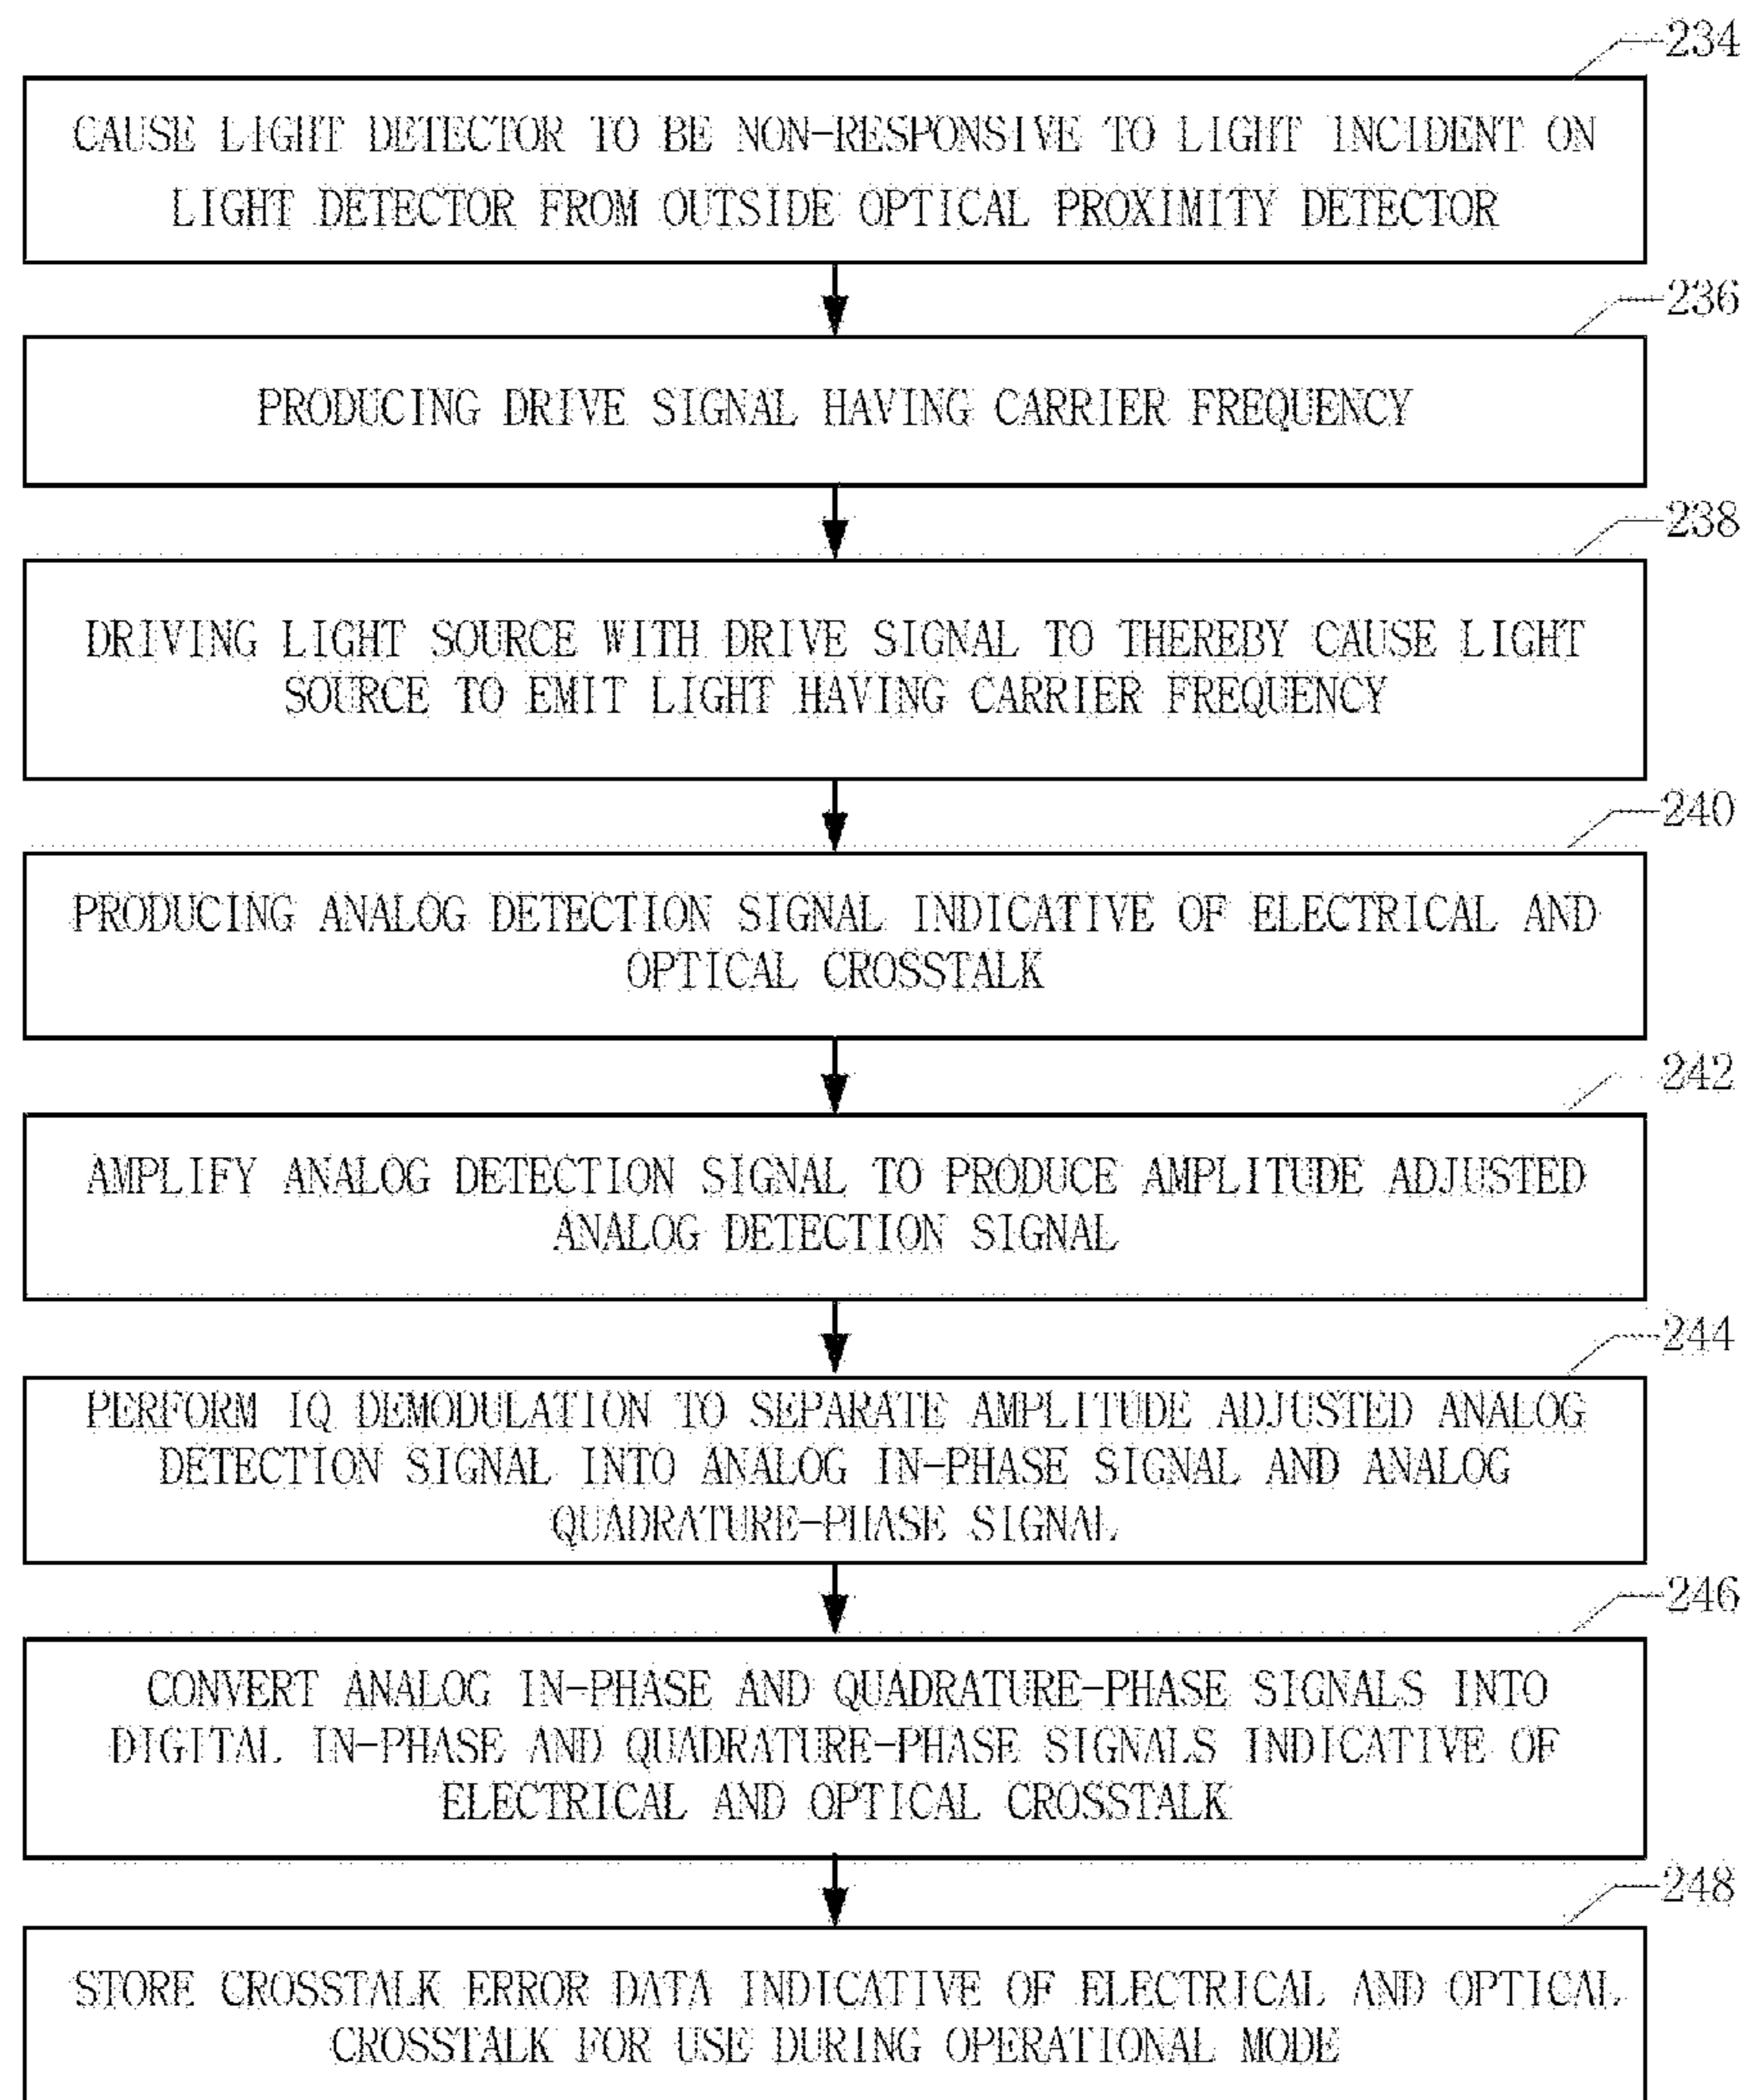 234
CAUSE LIGHT DETECTOR TO BE NON-RESPONSIVE TO LIGHT INCIDENT ON
LIGHT DETECTOR FROM OUTSIDE OPTICAL PROXIMITY DETECTOR
236
PRODUCING DRIVE SIGNAL HAVING CARRIER FREQUENCY
238
DRIVING LIGHT SOURCE WITH DRIVE SIGNAL TO THEREBY CAUSE LIGHT
SOURCE TO EMIT LIGHT HAVING CARRIER FREQUENCY
240
PRODUCING ANALOG DETECTION SIGNAL INDICATIVE OF ELECTRICAL AND
OPTICAL CROSSTALK
242
AMPLIFY ANALOG DETECTION SIGNAL TO PRODUCE AMPLITUDE ADJUSTED
ANALOG DETECTION SIGNAL
244
PERFORM IQ DEMODULATION TO SEPARATE AMPLITUDE ADJUSTED ANALOG
DETECTION SIGNAL INTO ANALOG IN-PHASE SIGNAL AND ANALOG
QUADRATURE-PHASE SIGNAL
246
CONVERT ANALOG IN-PHASE AND QUADRATURE-PHASE SIGNALS INTO
DIGITAL IN-PHASE AND QUADRATURE-PHASE SIGNALS INDICATIVE OF
ELECTRICAL AND OPTICAL CROSSTALK
248
STORE CROSSTALK ERROR DATA INDICATIVE OF ELECTRICAL AND OPTICAL
CROSSTALK FOR USE DURING OPERATIONAL MODE